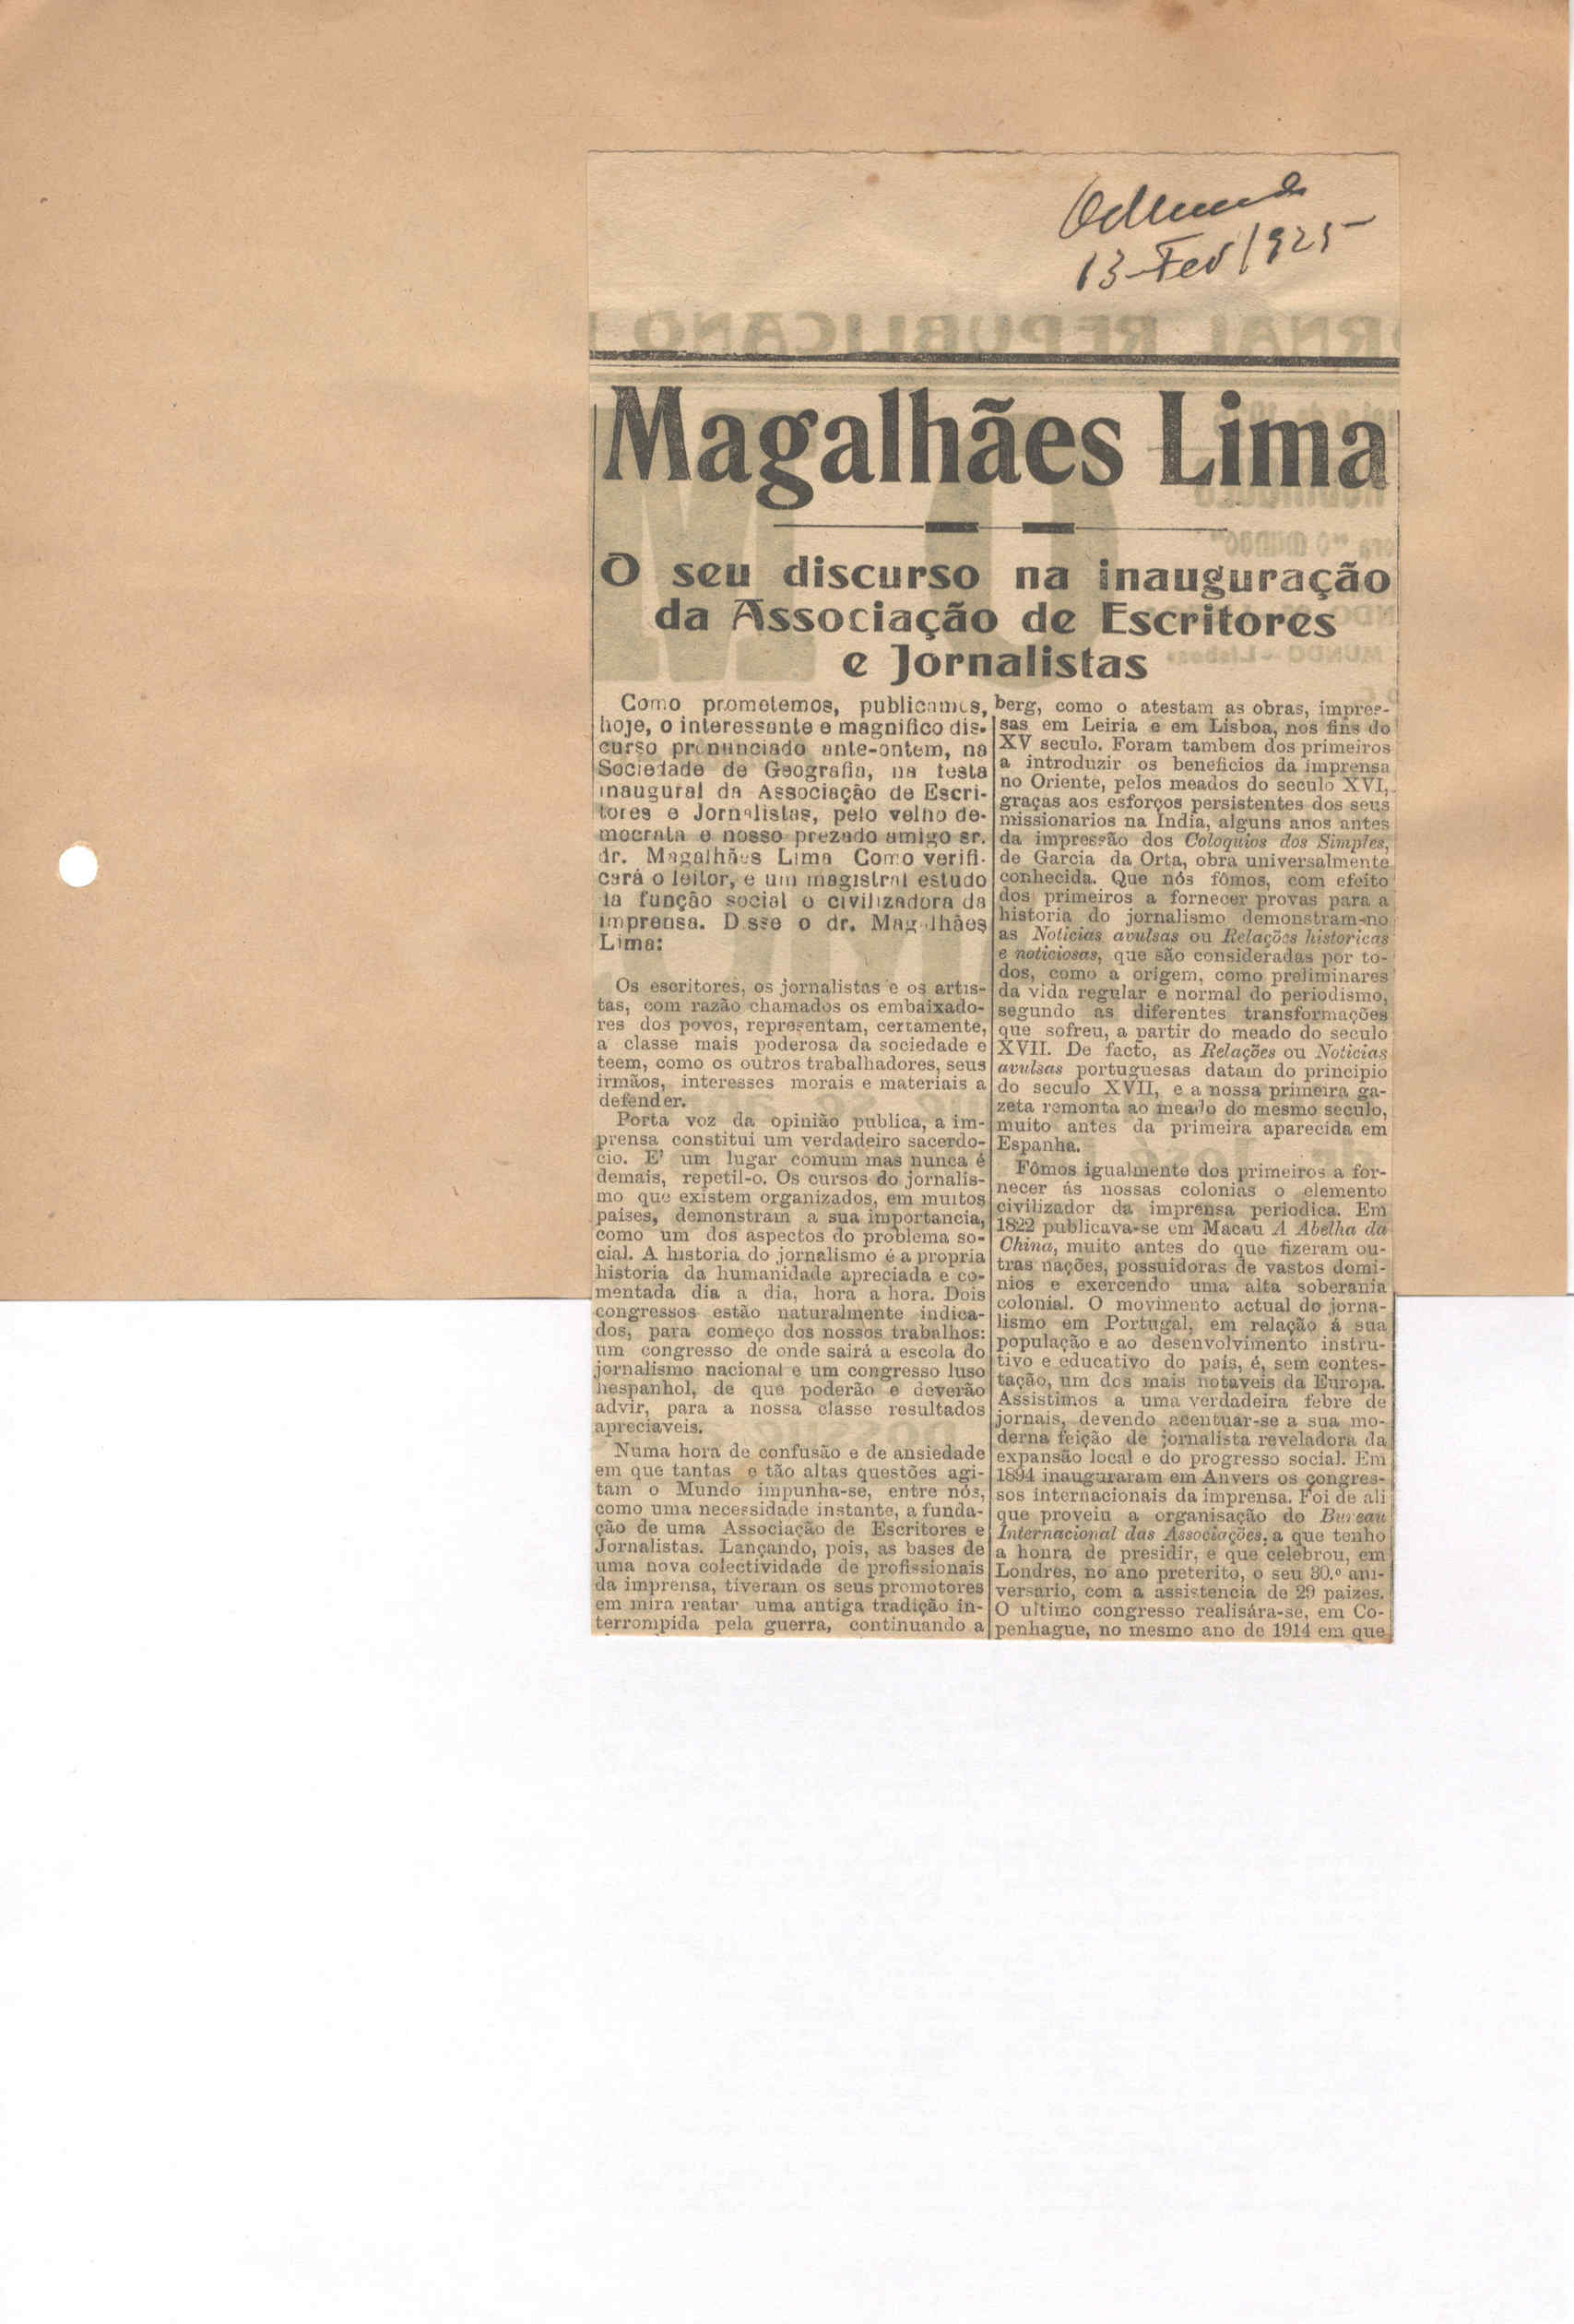 O Mundo
13-Fev/925
Magalhães Lima
O seu discurso na inauguração
da Associação de Escritores
e Jornalistas
Como prometemos, publicamos,
hoje, o interessante e magnifico dis-
curso pronunciado ante-ontem, na
Sociedade de Geografia, na festa
inaugural da Associação de Escri-
tores e Jornalistas, pelo velho de-
mocrata e nosso prezado amigo sr.
dr. Magalhães Lima Como verifi-
cará o leitor, e um magistral estudo
da função social e civilizadora da
imprensa. Disse o dr. Magalhães
Lima:
Os escritores, os jornalistas e os artis-
tas, com razão chamados os embaixado-
res dos povos, representam, certamente,
a classe mais poderosa da sociedade e
teem, como os outros trabalhadores, seus
irmãos, interesses morais e materiais a
defender.
Porta voz da opinião publica, a im-
prensa constitui um verdadeiro sacerdo-
cio. E' um lugar comum mas nunca é
demais, repetil-o. Os cursos do jornalis-
mo que existem organizados, em muitos
paises, demonstram a sua importancia,
como um dos aspectos do problema so-
cial. A historia do jornalismo é a propria
historia da humanidade apreciada e co-
mentada dia a dia, hora a hora. Dois
congressos estão naturalmente indica-
dos, para começo dos nossos trabalhos:
um congresso de onde sairá a escola do
jornalismo nacional e um congresso luso
hespanhol, de que poderão e deverão
advir, para a nossa classe resultados
apreciaveis.
Numa hora de confusão e de ansiedade
em que tantas e tão altas questões agi-
tam o Mundo impunha-se, entre nós,
como uma necessidade instante, a funda-
ção de uma Associação de Escritores e
Jornalistas. Lançando, pois, as bases de
uma nova colectividade de profissionais
da imprensa, tiveram os seus promotores
em mira reatar uma antiga tradição in-
terrompida pela guerra, continuando a
berg, como o atestam as obras, impres-
sas em Leiria e em Lisboa, nos fins do
XV seculo. Foram tambem dos primeiros
a introduzir os beneficios da imprensa
no Oriente, pelos meados do seculo XVI,
graças aos esforços persistentes dos seus
missionarios na India, alguns anos antes
da impressão dos Coloquios dos Simples,
de Garcia da Orta, obra universalmente
conhecida. Que nós fômos, com efeito
dos primeiros a fornecer provas para a
historia do jornalismo demonstram-no
as Noticias avulsas ou Relações historicas
e noticiosas, que são consideradas por to-
dos, como a origem, como preliminares
da vida regular e normal do periodismo,
segundo as diferentes transformações
que sofreu, a partir do meado do seculo
XVII. De facto, as Relações ou Noticias
avulsas portuguesas datam do principio
do seculo XVII, e a nossa primeira ga-
zeta remonta ao meado do mesmo seculo,
muito antes da primeira aparecida em
Espanha.
Fômos igualmente dos primeiros a for-
necer ás nossas colonias o elemento
civilizador da imprensa periodica. Em
1822 publicava-se em Macau A Abelha da
China, muito antes do que fizeram ou-
tras nações, possuidoras de vastos domi-
nios e exercendo uma alta soberania
colonial. O movimento actual do jorna-
lismo em Portugal, em relação á sua
população e ao desenvolvimento instru-
tivo e educativo do país, é, sem contes-
tação, um dos mais notaveis da Europa.
Assistimos a uma verdadeira febre de
jornais, devendo acentuar-se a sua mo-
derna feição de jornalista reveladora da
expansão local e do progresso social. Em
1894 inauguraram em Anvers os congres-
sos internacionais da imprensa. Foi de ali
que proveiu a organisação do Bureau
Internacional das Associações, a que tenho
a honra de presidir, e que celebrou, em
Londres, no ano preterito, o seu 30.º ani-
versario, com a assistencia de 29 paizes.
O ultimo congresso realisára-se, em Co-
penhague, no mesmo ano de 1914 em que